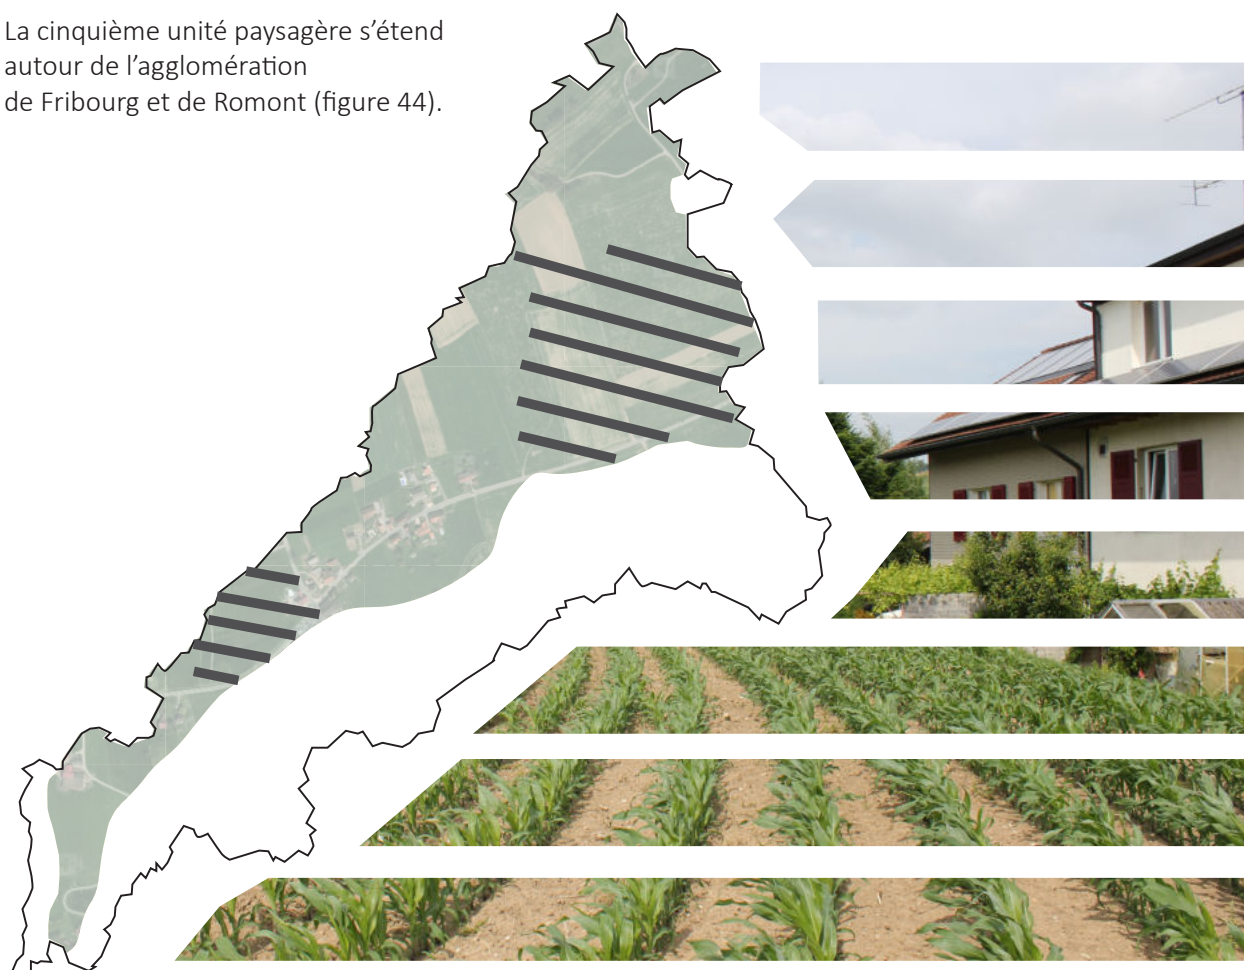 La cinquième unité paysagère s’étend
autour de l’agglomération
de Fribourg et de Romont (figure 44).